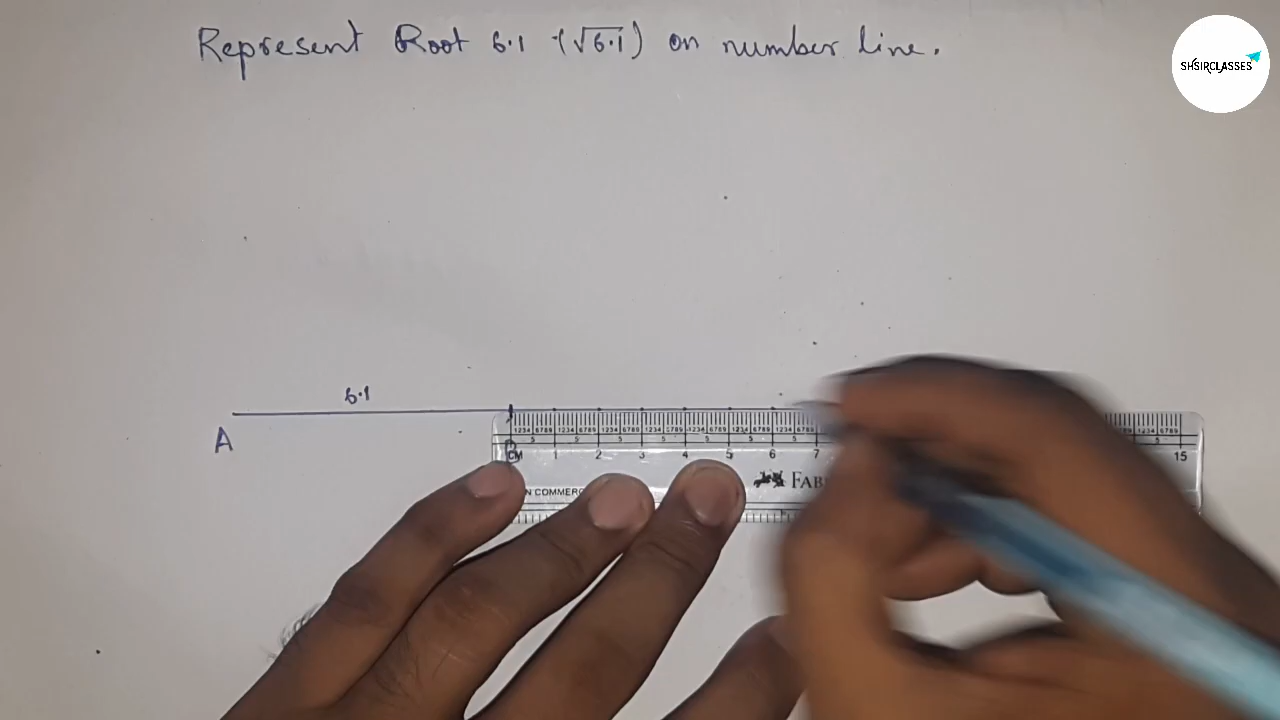 Represent Root 6.1 (√6.1) on number line.
SHSIRCLASSES
6.1
A
B
1 2 3 4 5 6 7 15
CM